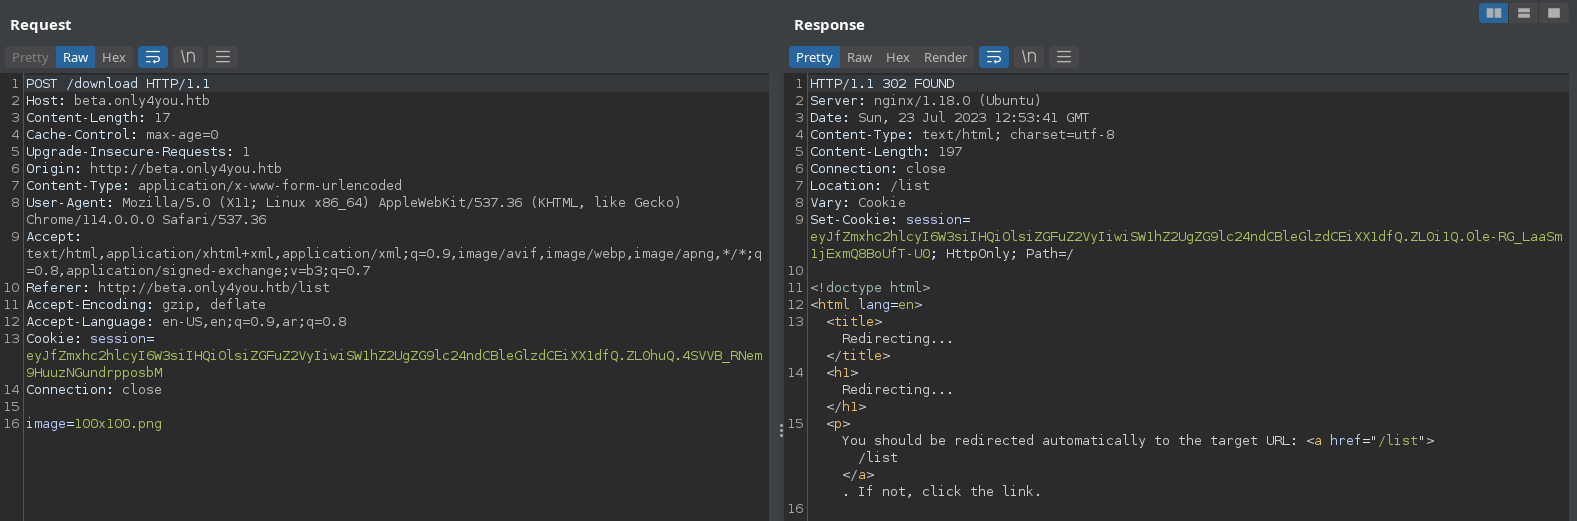 Request
Pretty Raw Hex \n
1 POST /download HTTP/1.1
2 Host: beta.only4you.htb
3 Content-Length: 17
4 Cache-Control: max-age=0
5 Upgrade-Insecure-Requests: 1
6 Origin: http://beta.only4you.htb
7 Content-Type: application/x-www-form-urlencoded
8 User-Agent: Mozilla/5.0 (X11; Linux x86_64) AppleWebKit/537.36 (KHTML, like Gecko)
Chrome/114.0.0.0 Safari/537.36
9 Accept:
text/html,application/xhtml+xml,application/xml;q=0.9,image/avif,image/webp,image/apng,*/*;q
=0.8,application/signed-exchange;v=b3;q=0.7
10 Referer: http://beta.only4you.htb/list
11 Accept-Encoding: gzip, deflate
12 Accept-Language: en-US,en;q=0.9,ar;q=0.8
13 Cookie: session=
eyJfZmxhc2hlcyI6W3siIHQiOlsiZGFuZ2VyIiwiSW1hZ2UgZG9lc24ndCBleGlzdCEiXX1dfQ.ZL0huQ.4SVVB_RNem
9HuuzNGundrpposbM
14 Connection: close
15
16 image=100x100.png
Response
Pretty Raw Hex Render \n
1 HTTP/1.1 302 FOUND
2 Server: nginx/1.18.0 (Ubuntu)
3 Date: Sun, 23 Jul 2023 12:53:41 GMT
4 Content-Type: text/html; charset=utf-8
5 Content-Length: 197
6 Connection: close
7 Location: /list
8 Vary: Cookie
9 Set-Cookie: session=
eyJfZmxhc2hlcyI6W3siIHQiOlsiZGFuZ2VyIiwiSW1hZ2UgZG9lc24ndCBleGlzdCEiXX1dfQ.ZL0i1Q.Ole-RG_LaaSm
1jExmQ8BoUfT-U0; HttpOnly; Path=/
10
11 <!doctype html>
12 <html lang=en>
13 <title>
Redirecting...
</title>
14 <h1>
Redirecting...
</h1>
15 <p>
You should be redirected automatically to the target URL: <a href="/list">
/list
</a>
. If not, click the link.
16